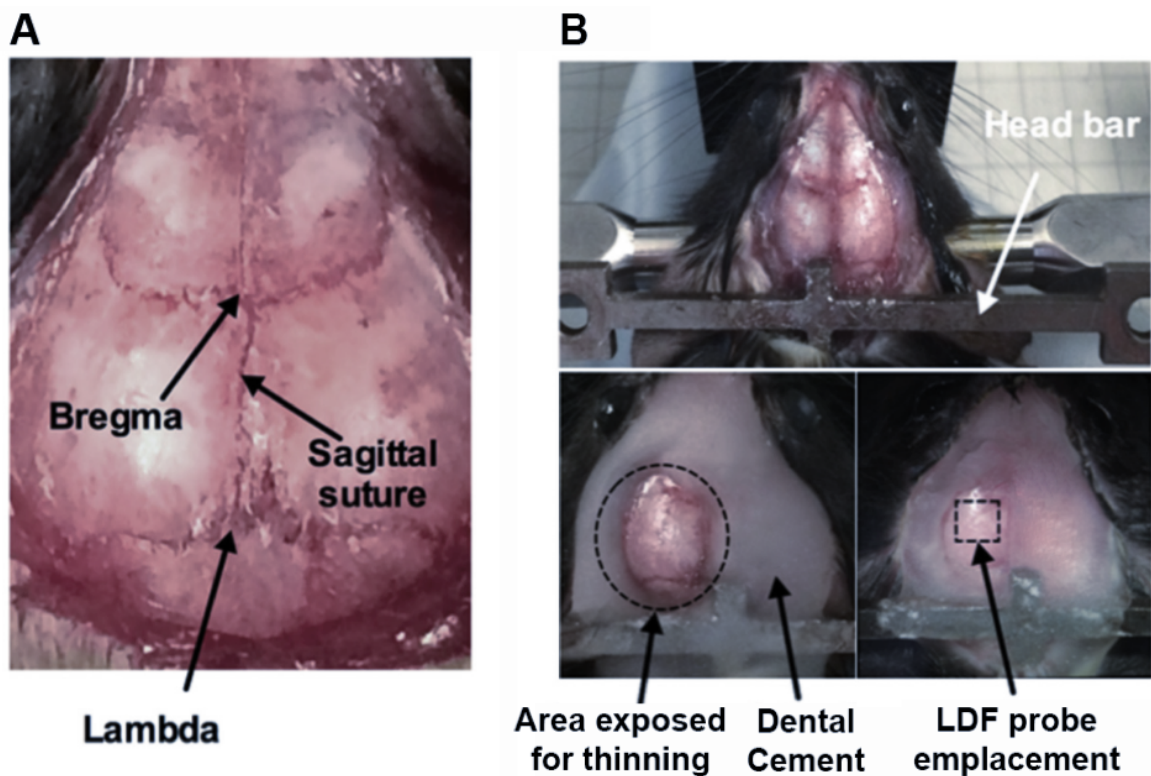 A
B
Head bar
Bregma
Sagittal
suture
Lambda
Area exposed
for thinning
Dental
Cement
LDF probe
emplacement